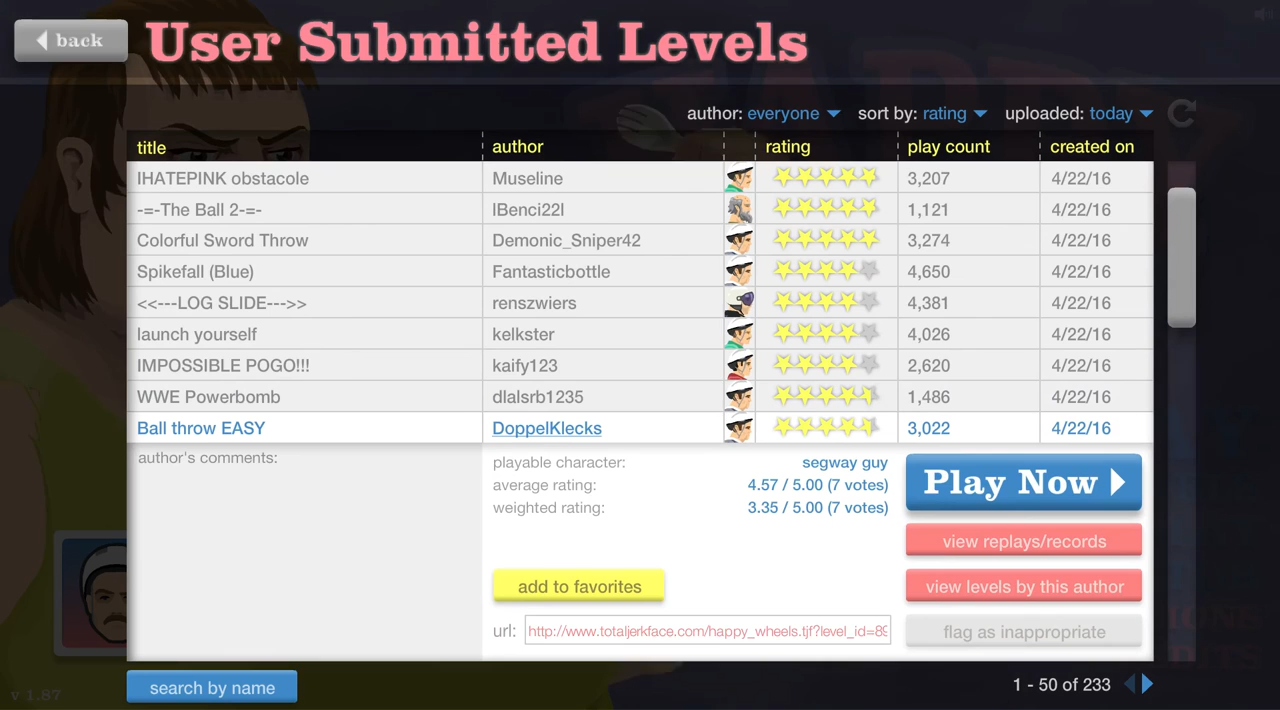 back
User Submitted Levels
author: everyone sort by: rating uploaded: today
title author rating play count created on
IHATEPINK obstacole Museline 3,207 4/22/16
-=-The Ball 2-=- IBenci22I 1,121 4/22/16
Colorful Sword Throw Demonic_Sniper42 3,274 4/22/16
Spikefall (Blue) Fantasticbottle 4,650 4/22/16
<<---LOG SLIDE--->> renszwiers 4,381 4/22/16
launch yourself kelkster 4,026 4/22/16
IMPOSSIBLE POGO!!! kaify123 2,620 4/22/16
WWE Powerbomb dlalsrb1235 1,486 4/22/16
Ball throw EASY DoppelKlecks 3,022 4/22/16
author's comments:
playable character: segway guy
average rating: 4.57 / 5.00 (7 votes)
weighted rating: 3.35 / 5.00 (7 votes)
Play Now
view replays/records
add to favorites
view levels by this author
url: http://www.totaljerkface.com/happy_wheels.tjf?level_id=89
flag as inappropriate
search by name
1 - 50 of 233
v 1.87